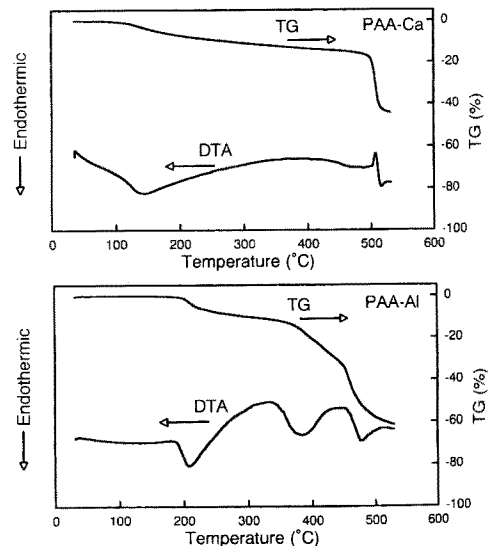 TG
PAA-Ca
DTA
Endothermic
TG (%)
0
-20
-40
-60
-80
-100
0
100
200
300
400
500
600
Temperature (˚C)
TG
PAA-Al
DTA
Endothermic
TG (%)
0
-20
-40
-60
-80
-100
0
100
200
300
400
500
600
Temperature (˚C)